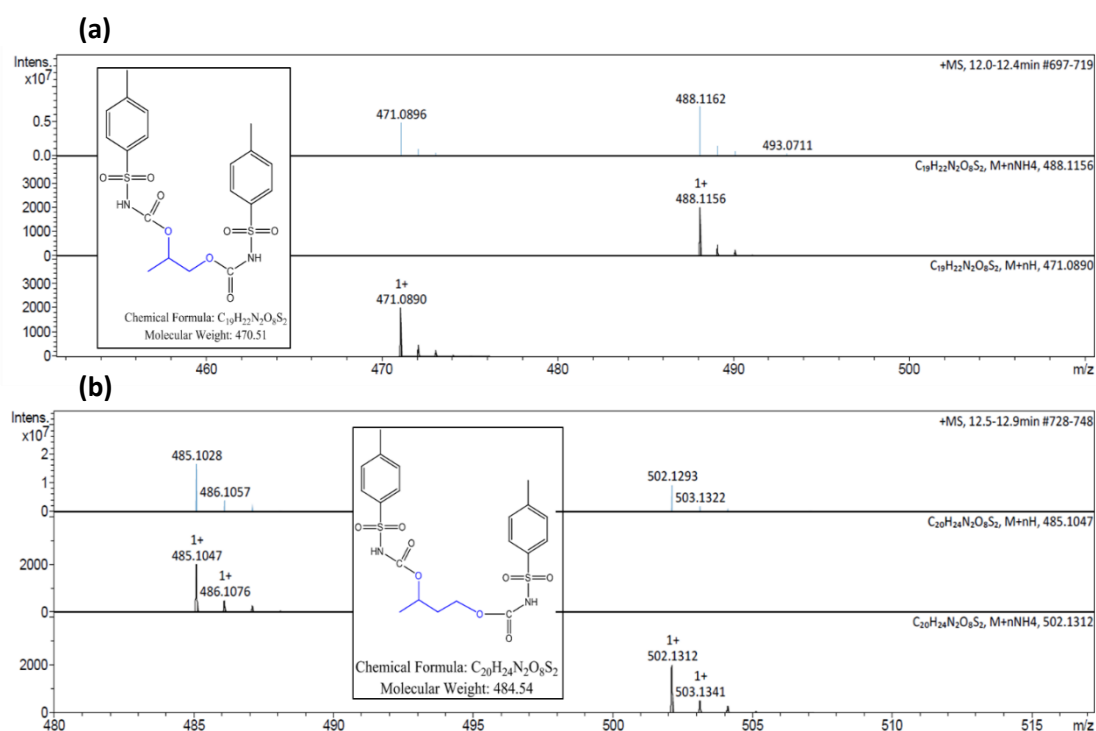 (a)
Intens.
x10⁷
+MS, 12.0-12.4min #697-719
471.0896
488.1162
493.0711
0.5
0.0
C₁₉H₂₂N₂O₈S₂, M+nNH4, 488.1156
1+
488.1156
3000
2000
1000
0
C₁₉H₂₂N₂O₈S₂, M+nH, 471.0890
1+
471.0890
3000
2000
1000
0
O S O
HN
C O
O
O
O S O
C NH
O
Chemical Formula: C₁₉H₂₂N₂O₈S₂
Molecular Weight: 470.51
460 470 480 490 500 m/z
(b)
Intens.
x10⁷
+MS, 12.5-12.9min #728-748
485.1028
486.1057
502.1293
503.1322
2
1
0
C₂₀H₂₄N₂O₈S₂, M+nH, 485.1047
1+
485.1047
1+
486.1076
2000
0
C₂₀H₂₄N₂O₈S₂, M+nNH4, 502.1312
1+
502.1312
1+
503.1341
2000
0
O S O
HN
C O
O
O S O
O C NH
O
Chemical Formula: C₂₀H₂₄N₂O₈S₂
Molecular Weight: 484.54
480 485 490 495 500 505 510 515 m/z